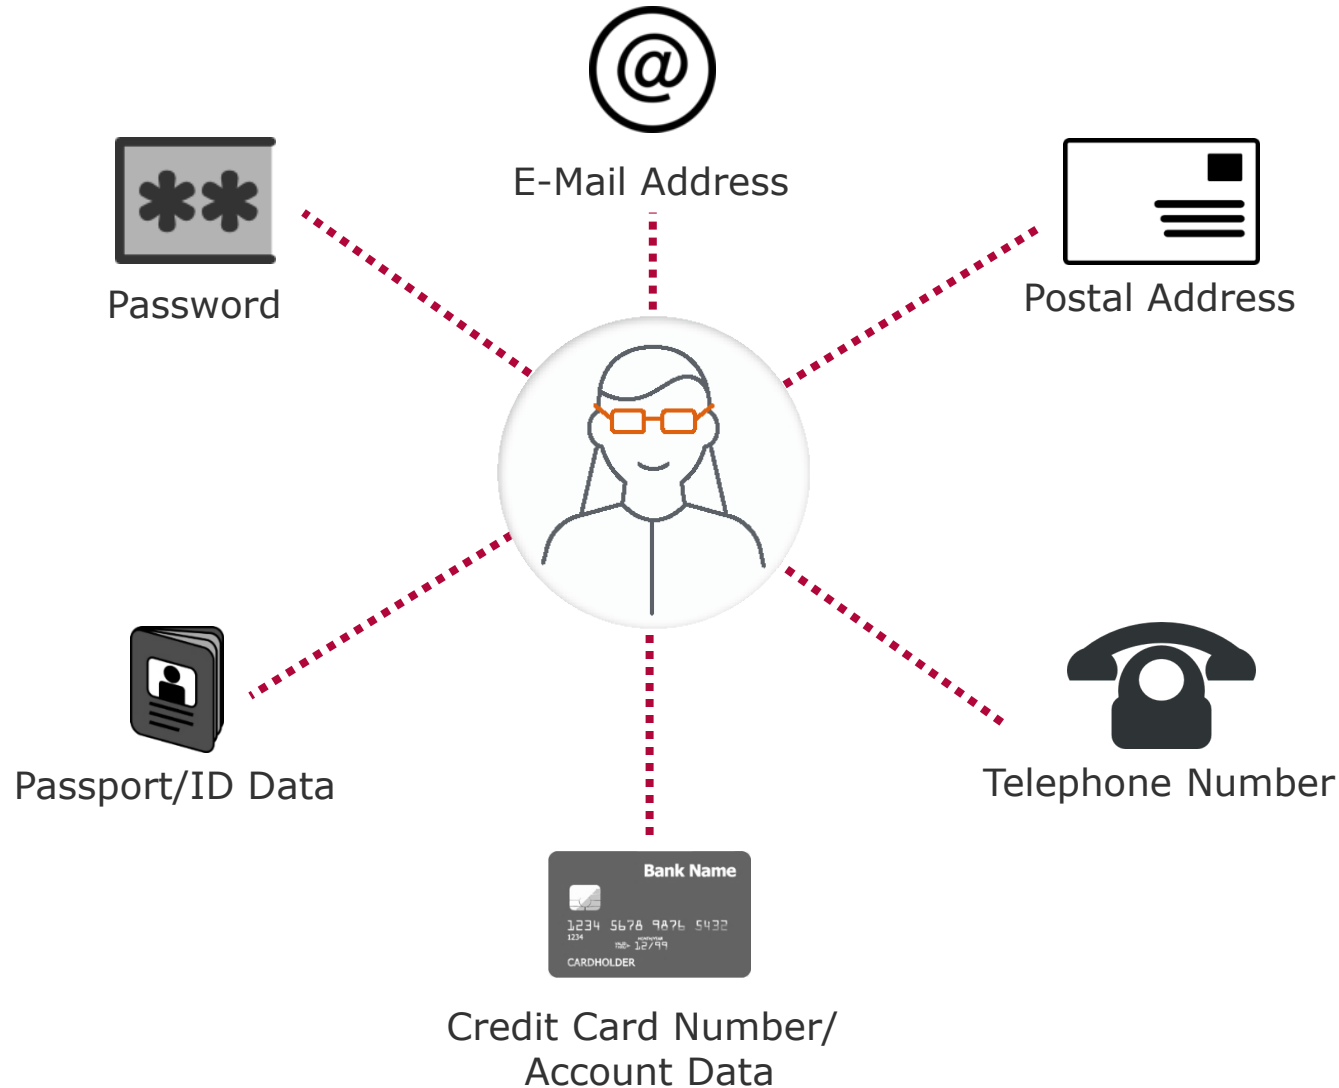 @
E-Mail Address
**
Password
Postal Address
Passport/ID Data
Telephone Number
Bank Name
1234 5678 9876 5432
1234
12/99
CARDHOLDER
Credit Card Number/
Account Data